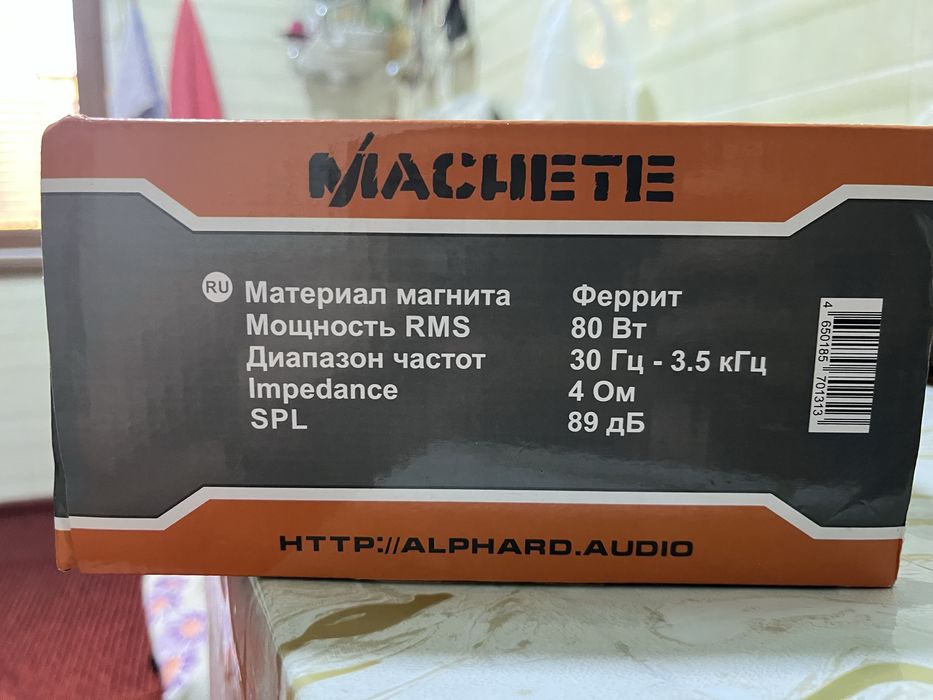 MACHETE
RU
Материал магнита Феррит
Мощность RMS 80 Вт
Диапазон частот 30 Гц - 3.5 кГц
Impedance 4 Ом
SPL 89 дБ
4 650185 701313
HTTP://ALPHARD.AUDIO